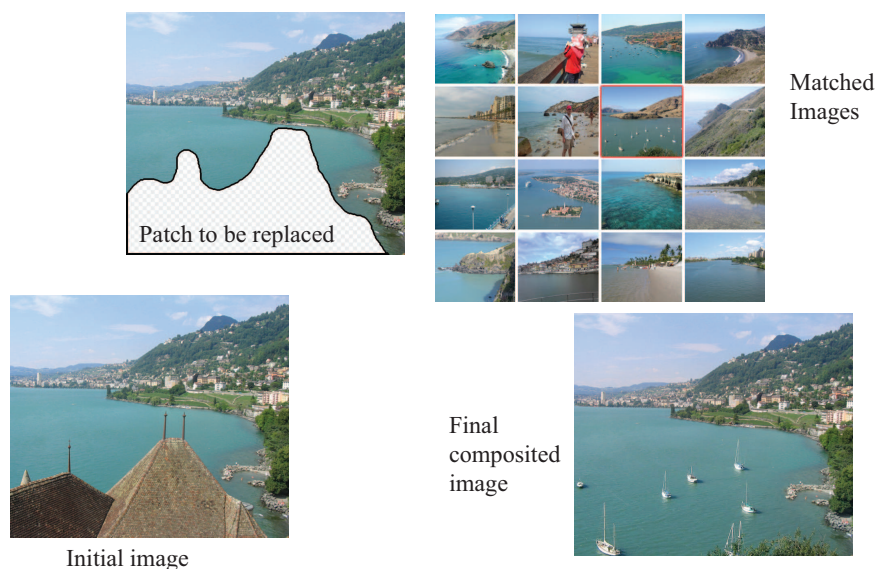 Patch to be replaced
Matched
Images
Initial image
Final
composited
image